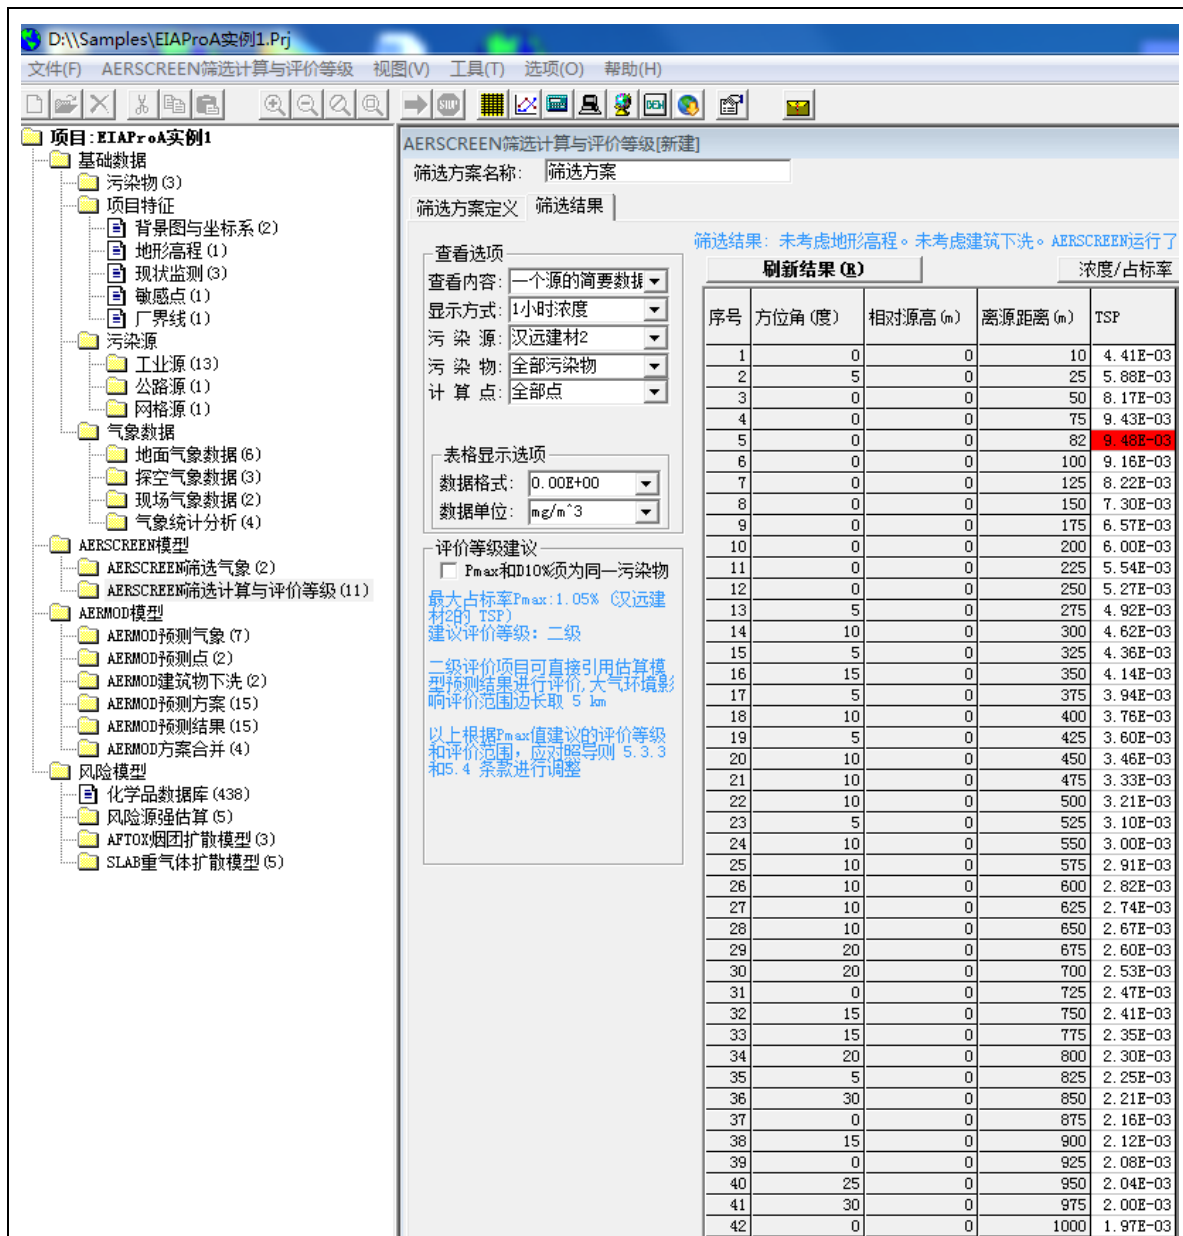 D:\\Samples\EIAProA实例1.Prj
文件(F) AERSCREEN筛选计算与评价等级 视图(V) 工具(T) 选项(O) 帮助(H)
项目:EIAProA实例1
基础数据
污染物(3)
项目特征
背景图与坐标系(2)
地形高程(1)
现状监测(3)
敏感点(1)
厂界线(1)
污染源
工业源(13)
公路源(1)
网格源(1)
气象数据
地面气象数据(6)
探空气象数据(3)
现场气象数据(2)
气象统计分析(4)
AERSCREEN模型
AERSCREEN筛选气象(2)
AERSCREEN筛选计算与评价等级(11)
AERMOD模型
AERMOD预测气象(7)
AERMOD预测点(2)
AERMOD建筑物下洗(2)
AERMOD预测方案(15)
AERMOD预测结果(15)
AERMOD方案合并(4)
风险模型
化学品数据库(438)
风险源强估算(5)
AFTOX烟团扩散模型(3)
SLAB重气体扩散模型(5)
AERSCREEN筛选计算与评价等级[新建]
筛选方案名称: 筛选方案
筛选方案定义 筛选结果
查看选项
查看内容: 一个源的简要数据
显示方式: 1小时浓度
污 染 源: 汉远建材2
污 染 物: 全部污染物
计 算 点: 全部点
表格显示选项
数据格式: 0.00E+00
数据单位: mg/m^3
评价等级建议
Pmax和D10%须为同一污染物
最大占标率Pmax:1.05% (汉远建
材2的 TSP)
建议评价等级: 二级
二级评价项目可直接引用估算模
型预测结果进行评价,大气环境影
响评价范围边长取 5 km
以上根据Pmax值建议的评价等级
和评价范围, 应对照导则 5.3.3
和5.4 条款进行调整
筛选结果: 未考虑地形高程。未考虑建筑下洗。AERSCREEN运行了
刷新结果(R) 浓度/占标率
序号 方位角(度) 相对源高(m) 离源距离(m) TSP
1 0 0 10 4.41E-03
2 5 0 25 5.88E-03
3 0 0 50 8.17E-03
4 0 0 75 9.43E-03
5 0 0 82 9.48E-03
6 0 0 100 9.16E-03
7 0 0 125 8.22E-03
8 0 0 150 7.30E-03
9 0 0 175 6.57E-03
10 0 0 200 6.00E-03
11 0 0 225 5.54E-03
12 0 0 250 5.27E-03
13 5 0 275 4.92E-03
14 10 0 300 4.62E-03
15 5 0 325 4.36E-03
16 15 0 350 4.14E-03
17 5 0 375 3.94E-03
18 10 0 400 3.76E-03
19 5 0 425 3.60E-03
20 10 0 450 3.46E-03
21 10 0 475 3.33E-03
22 10 0 500 3.21E-03
23 5 0 525 3.10E-03
24 10 0 550 3.00E-03
25 10 0 575 2.91E-03
26 10 0 600 2.82E-03
27 10 0 625 2.74E-03
28 10 0 650 2.67E-03
29 20 0 675 2.60E-03
30 20 0 700 2.53E-03
31 0 0 725 2.47E-03
32 15 0 750 2.41E-03
33 15 0 775 2.35E-03
34 20 0 800 2.30E-03
35 5 0 825 2.25E-03
36 30 0 850 2.21E-03
37 0 0 875 2.16E-03
38 15 0 900 2.12E-03
39 0 0 925 2.08E-03
40 25 0 950 2.04E-03
41 30 0 975 2.00E-03
42 0 0 1000 1.97E-03